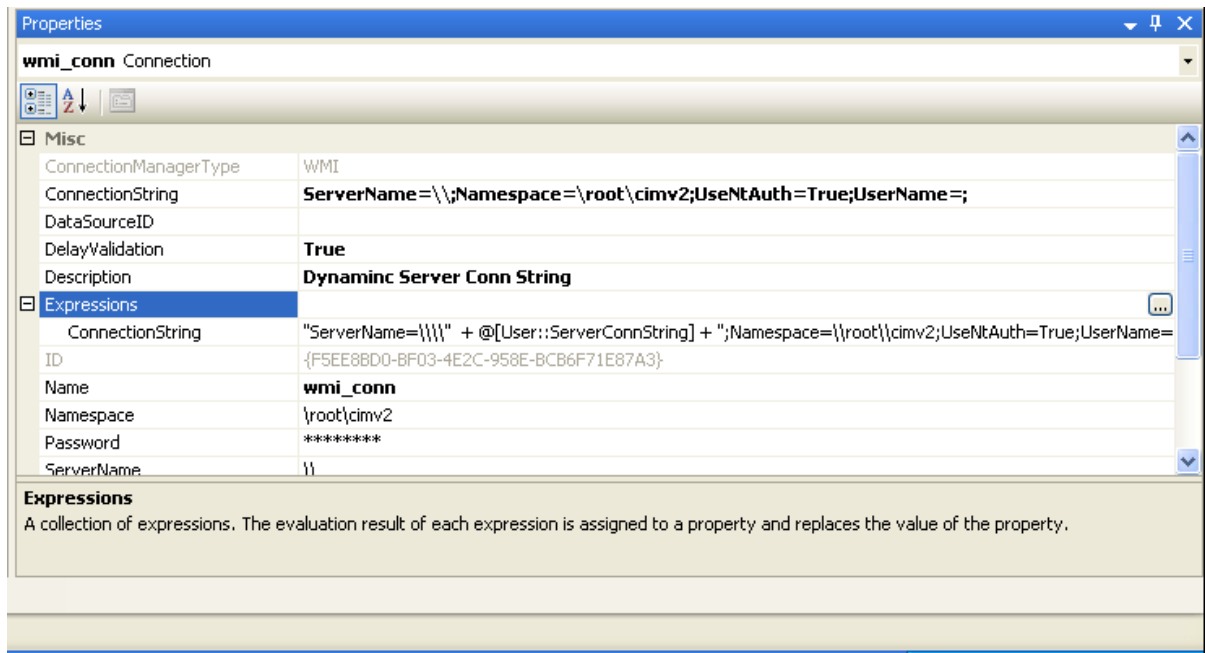 Properties
wmi_conn Connection
Misc
ConnectionManagerType WMI
ConnectionString ServerName=\\;Namespace=\root\cimv2;UseNtAuth=True;UserName=;
DataSourceID
DelayValidation True
Description Dynaminc Server Conn String
Expressions ...
ConnectionString "ServerName=\\\\" + @[User::ServerConnString] + ";Namespace=\\root\\cimv2;UseNtAuth=True;UserName=
ID {F5EE8BD0-BF03-4E2C-958E-BCB6F71E87A3}
Name wmi_conn
Namespace \root\cimv2
Password ********
ServerName \\
Expressions
A collection of expressions. The evaluation result of each expression is assigned to a property and replaces the value of the property.